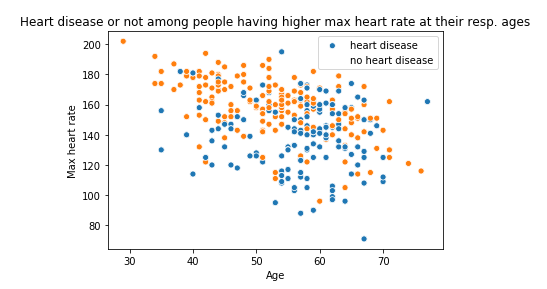 Heart disease or not among people having higher max heart rate at their resp. ages
heart disease
no heart disease
200
180
160
140
120
100
80
Max heart rate
30
40
50
60
70
Age